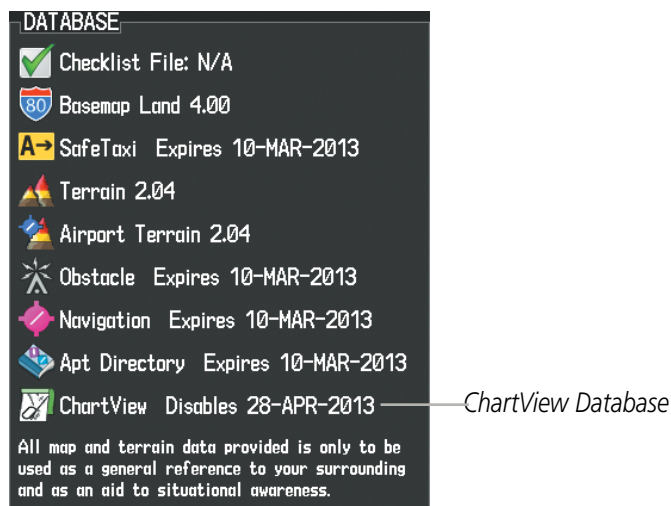 DATABASE
Checklist File: N/A
80 Basemap Land 4.00
A→ SafeTaxi Expires 10-MAR-2013
Terrain 2.04
Airport Terrain 2.04
Obstacle Expires 10-MAR-2013
Navigation Expires 10-MAR-2013
Apt Directory Expires 10-MAR-2013
ChartView Disables 28-APR-2013
ChartView Database
All map and terrain data provided is only to be
used as a general reference to your surrounding
and as an aid to situational awareness.